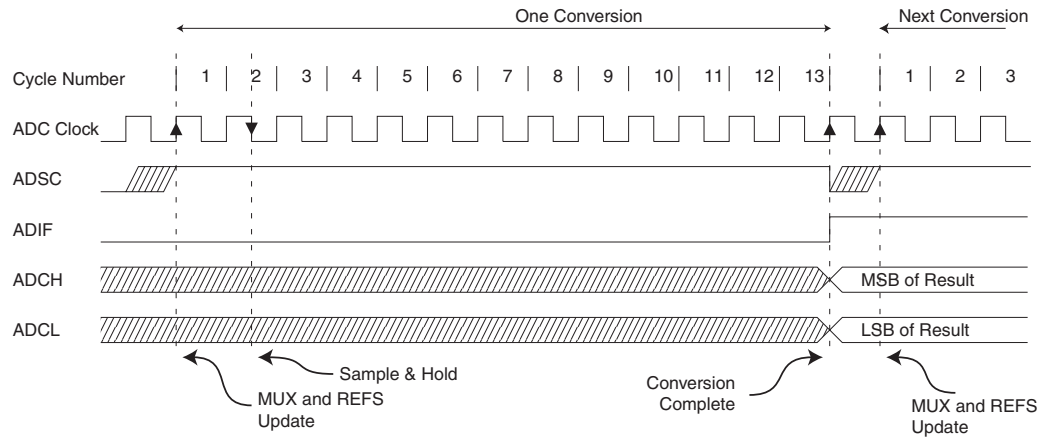 One Conversion
Next Conversion
Cycle Number 1 2 3 4 5 6 7 8 9 10 11 12 13 1 2 3
ADC Clock
ADSC
ADIF
ADCH
MSB of Result
ADCL
LSB of Result
Sample & Hold
MUX and REFS
Update
Conversion
Complete
MUX and REFS
Update